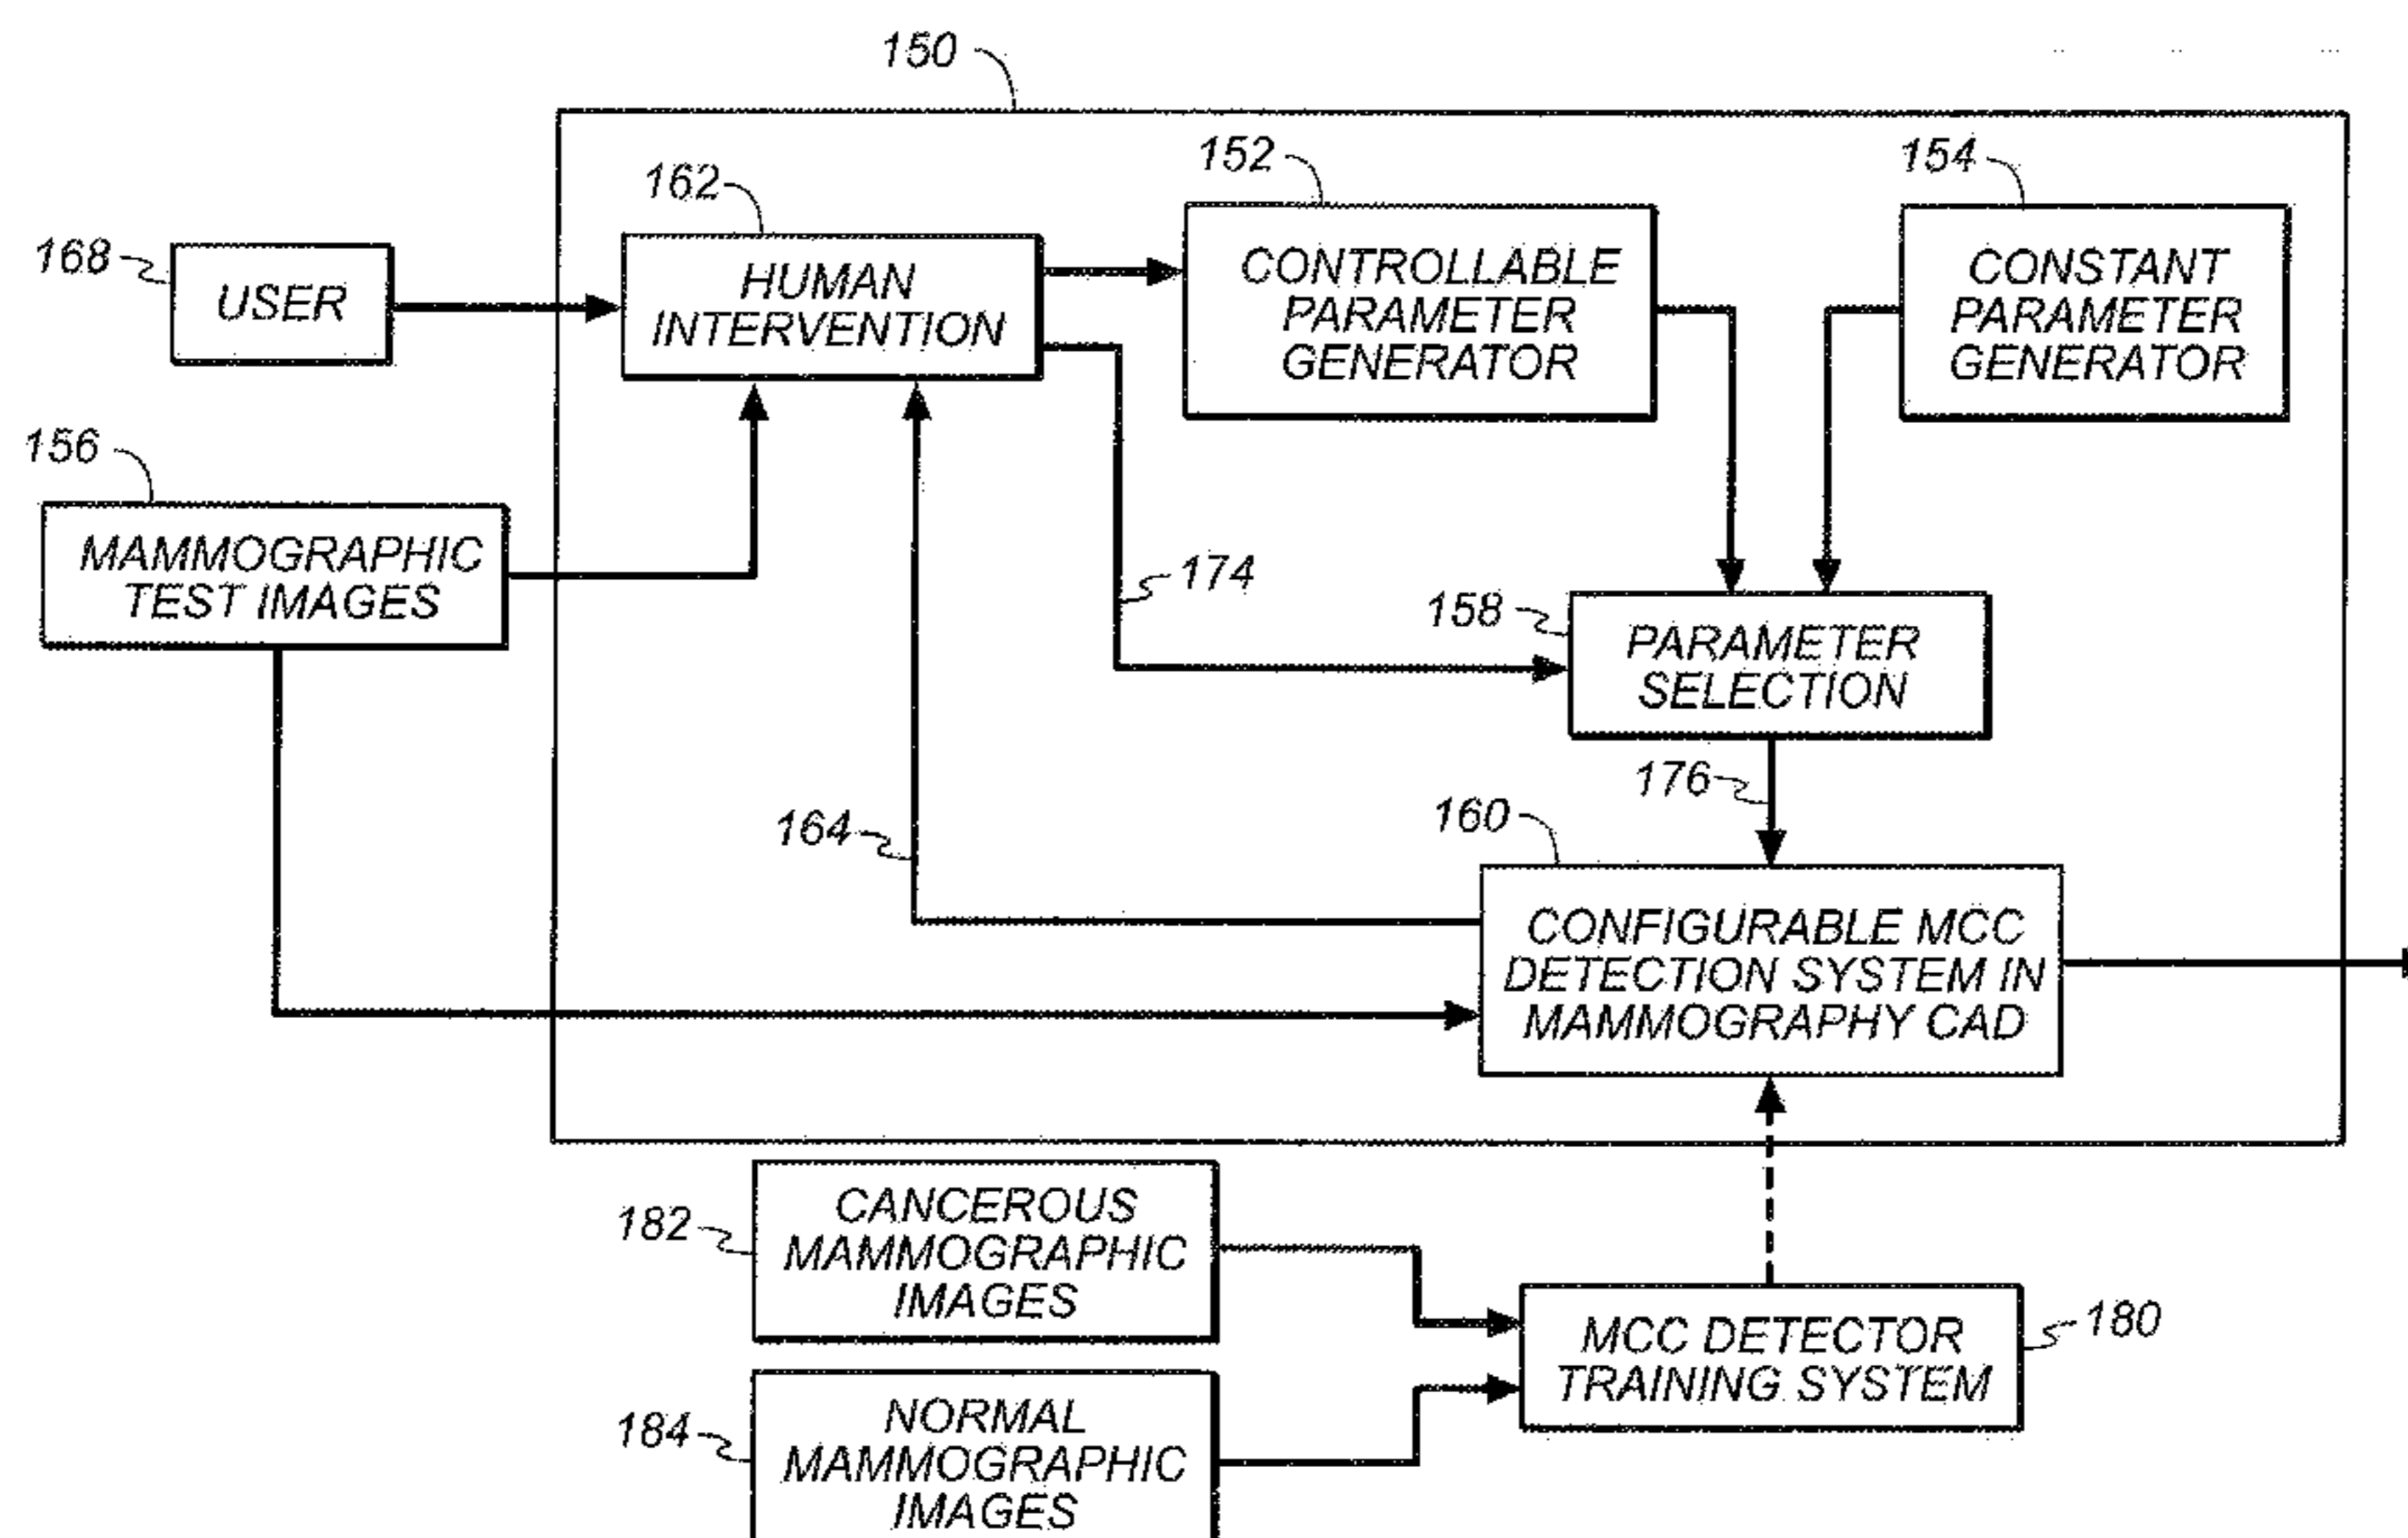 150
152
154
162
168
USER
HUMAN
INTERVENTION
CONTROLLABLE
PARAMETER
GENERATOR
CONSTANT
PARAMETER
GENERATOR
156
MAMMOGRAPHIC
TEST IMAGES
174
158
PARAMETER
SELECTION
176
164
160
CONFIGURABLE MCC
DETECTION SYSTEM IN
MAMMOGRAPHY CAD
182
CANCEROUS
MAMMOGRAPHIC
IMAGES
MCC DETECTOR
TRAINING SYSTEM
180
184
NORMAL
MAMMOGRAPHIC
IMAGES